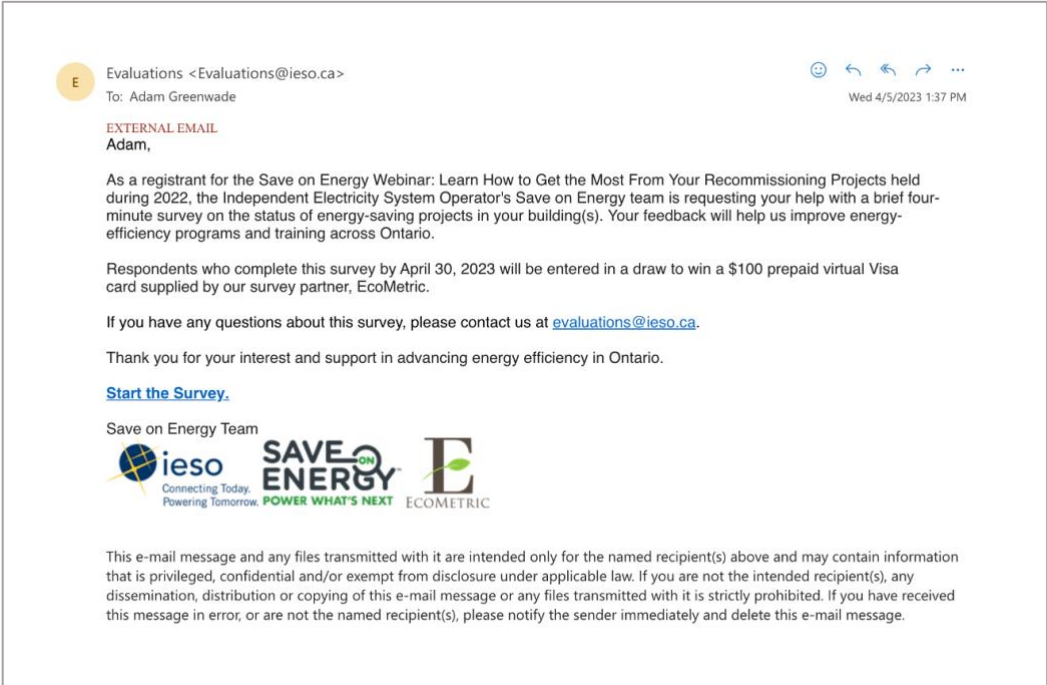 E
Evaluations <Evaluations@ieso.ca>
To: Adam Greenwade
Wed 4/5/2023 1:37 PM
EXTERNAL EMAIL
Adam,
As a registrant for the Save on Energy Webinar: Learn How to Get the Most From Your Recommissioning Projects held
during 2022, the Independent Electricity System Operator's Save on Energy team is requesting your help with a brief four-
minute survey on the status of energy-saving projects in your building(s). Your feedback will help us improve energy-
efficiency programs and training across Ontario.
Respondents who complete this survey by April 30, 2023 will be entered in a draw to win a $100 prepaid virtual Visa
card supplied by our survey partner, EcoMetric.
If you have any questions about this survey, please contact us at evaluations@ieso.ca.
Thank you for your interest and support in advancing energy efficiency in Ontario.
Start the Survey.
Save on Energy Team
ieso
Connecting Today.
Powering Tomorrow.
SAVE ON
ENERGY™
POWER WHAT'S NEXT
E
ECOMETRIC
This e-mail message and any files transmitted with it are intended only for the named recipient(s) above and may contain information
that is privileged, confidential and/or exempt from disclosure under applicable law. If you are not the intended recipient(s), any
dissemination, distribution or copying of this e-mail message or any files transmitted with it is strictly prohibited. If you have received
this message in error, or are not the named recipient(s), please notify the sender immediately and delete this e-mail message.